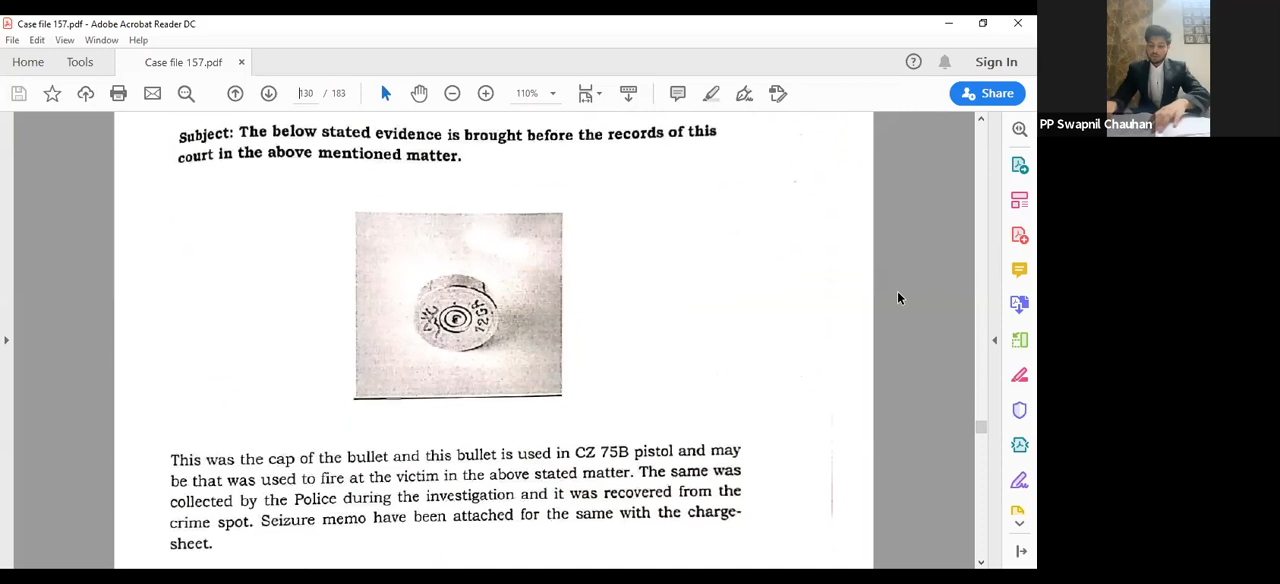 Case file 157.pdf - Adobe Acrobat Reader DC
File Edit View Window Help
Home Tools Case file 157.pdf × Sign In
130 / 183 110% Share
PP Swapnil Chauhan
Subject: The below stated evidence is brought before the records of this
court in the above mentioned matter.
This was the cap of the bullet and this bullet is used in CZ 75B pistol and may
be that was used to fire at the victim in the above stated matter. The same was
collected by the Police during the investigation and it was recovered from the
crime spot. Seizure memo have been attached for the same with the charge-
sheet.